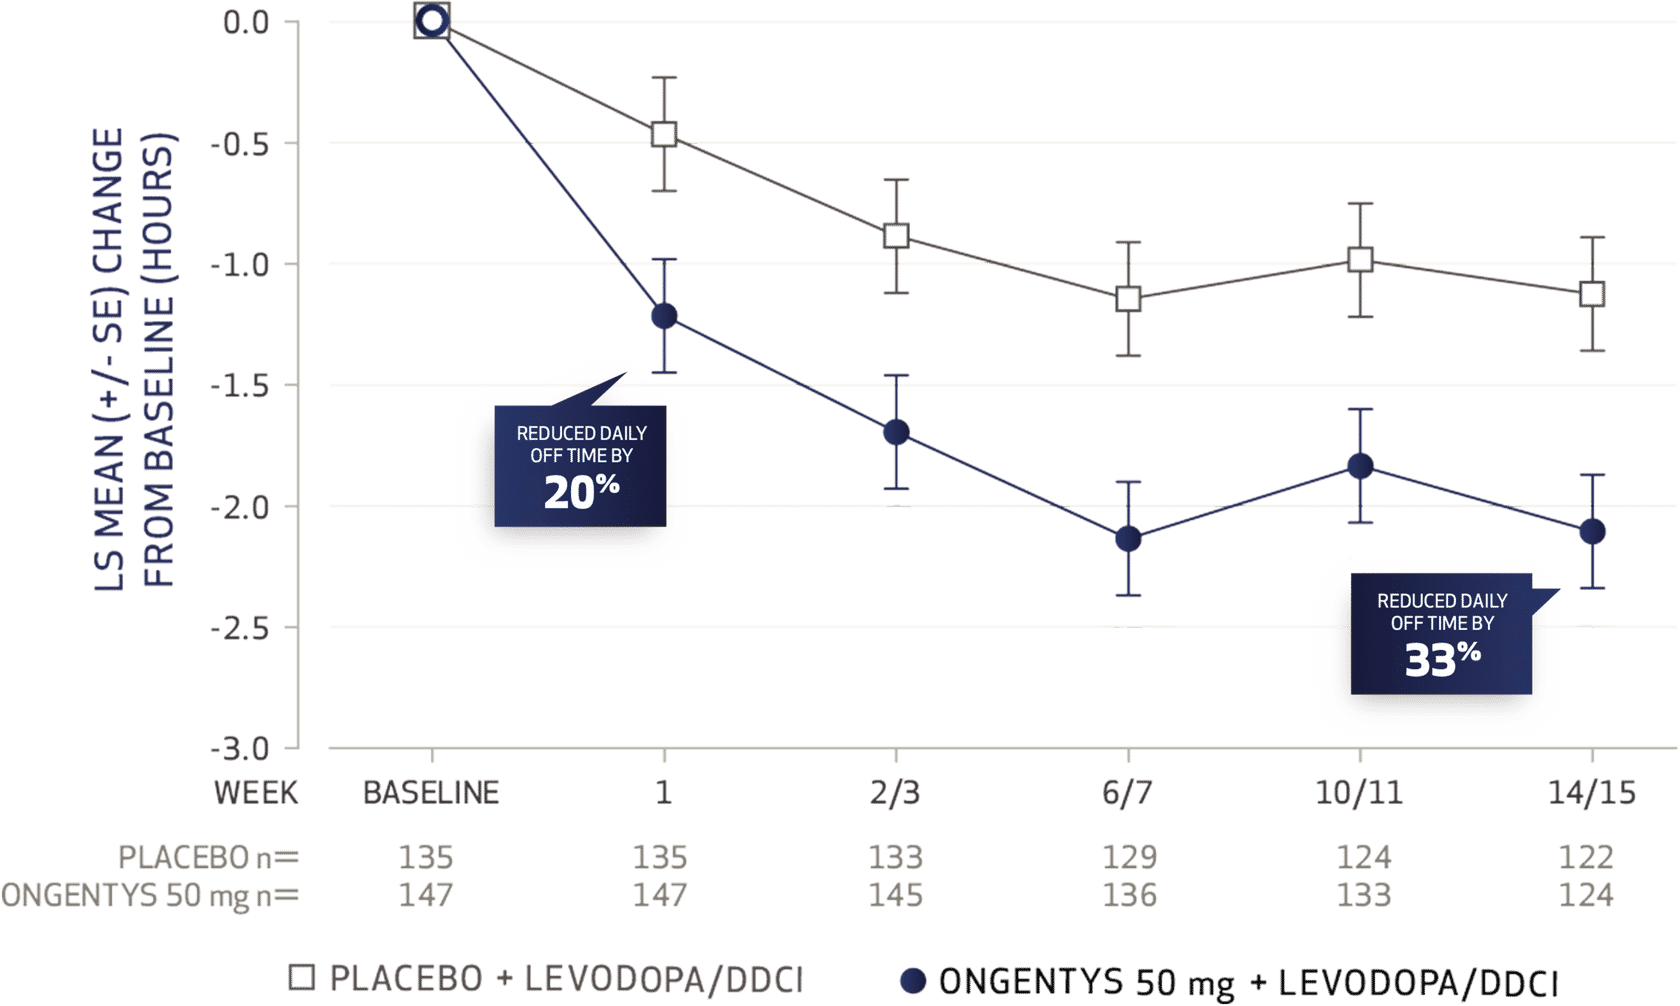 LS MEAN (+/- SE) CHANGE
FROM BASELINE (HOURS)
0.0
-0.5
-1.0
-1.5
-2.0
-2.5
-3.0
REDUCED DAILY
OFF TIME BY
20%
REDUCED DAILY
OFF TIME BY
33%
WEEK BASELINE 1 2/3 6/7 10/11 14/15
PLACEBO n= 135 135 133 129 124 122
ONGENTYS 50 mg n= 147 147 145 136 133 124
PLACEBO + LEVODOPA/DDCI ONGENTYS 50 mg + LEVODOPA/DDCI